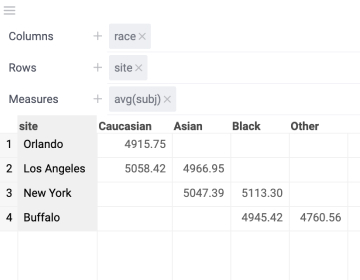 Columns + race ×
Rows + site ×
Measures + avg(subj) ×
site Caucasian Asian Black Other
1 Orlando 4915.75
2 Los Angeles 5058.42 4966.95
3 New York 5047.39 5113.30
4 Buffalo 4945.42 4760.56